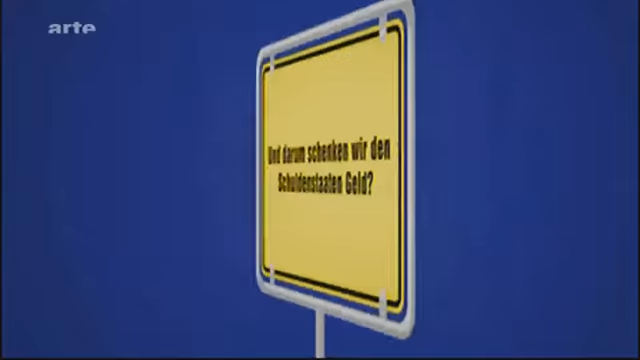 arte
Und darum schenken wir den
Schuldenstaaten Geld?